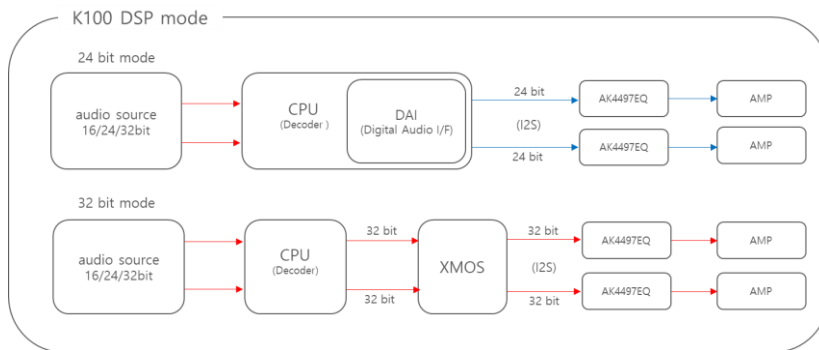 K100 DSP mode
24 bit mode
audio source
16/24/32bit
CPU
(Decoder )
DAI
(Digital Audio I/F)
24 bit
(I2S)
24 bit
AK4497EQ
AMP
AK4497EQ
AMP
32 bit mode
audio source
16/24/32bit
CPU
(Decoder)
32 bit
32 bit
XMOS
32 bit
(I2S)
32 bit
AK4497EQ
AMP
AK4497EQ
AMP